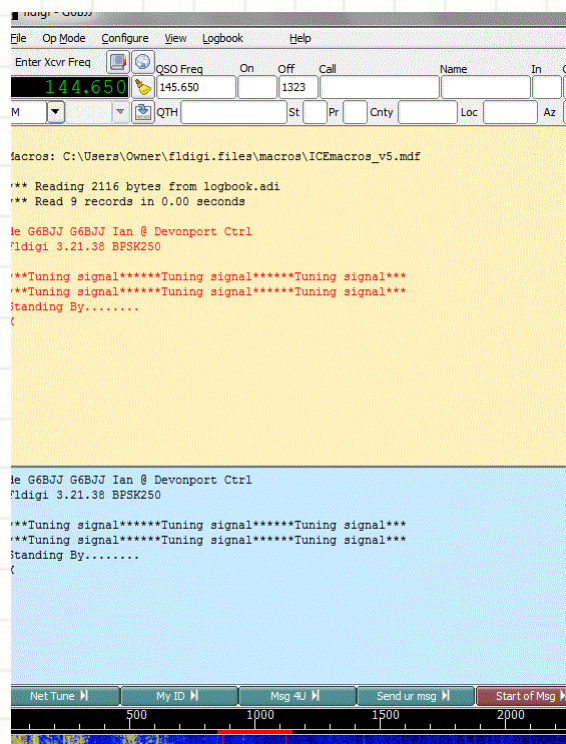 fldigi - G6BJJ
File Op Mode Configure View Logbook Help
Enter Xcvr Freq QSO Freq On Off Call Name In
144.650 145.650 1323
M QTH St Pr Cnty Loc Az
Macros: C:\Users\Owner\fldigi.files\macros\ICEmacros_v5.mdf
*** Reading 2116 bytes from logbook.adi
*** Read 9 records in 0.00 seconds
de G6BJJ G6BJJ Ian @ Devonport Ctrl
Fldigi 3.21.38 BPSK250
***Tuning signal******Tuning signal******Tuning signal***
***Tuning signal******Tuning signal******Tuning signal***
Standing By........
de G6BJJ G6BJJ Ian @ Devonport Ctrl
Fldigi 3.21.38 BPSK250
***Tuning signal******Tuning signal******Tuning signal***
***Tuning signal******Tuning signal******Tuning signal***
Standing By........
Net Tune My ID Msg 4U Send ur msg Start of Msg
500 1000 1500 2000